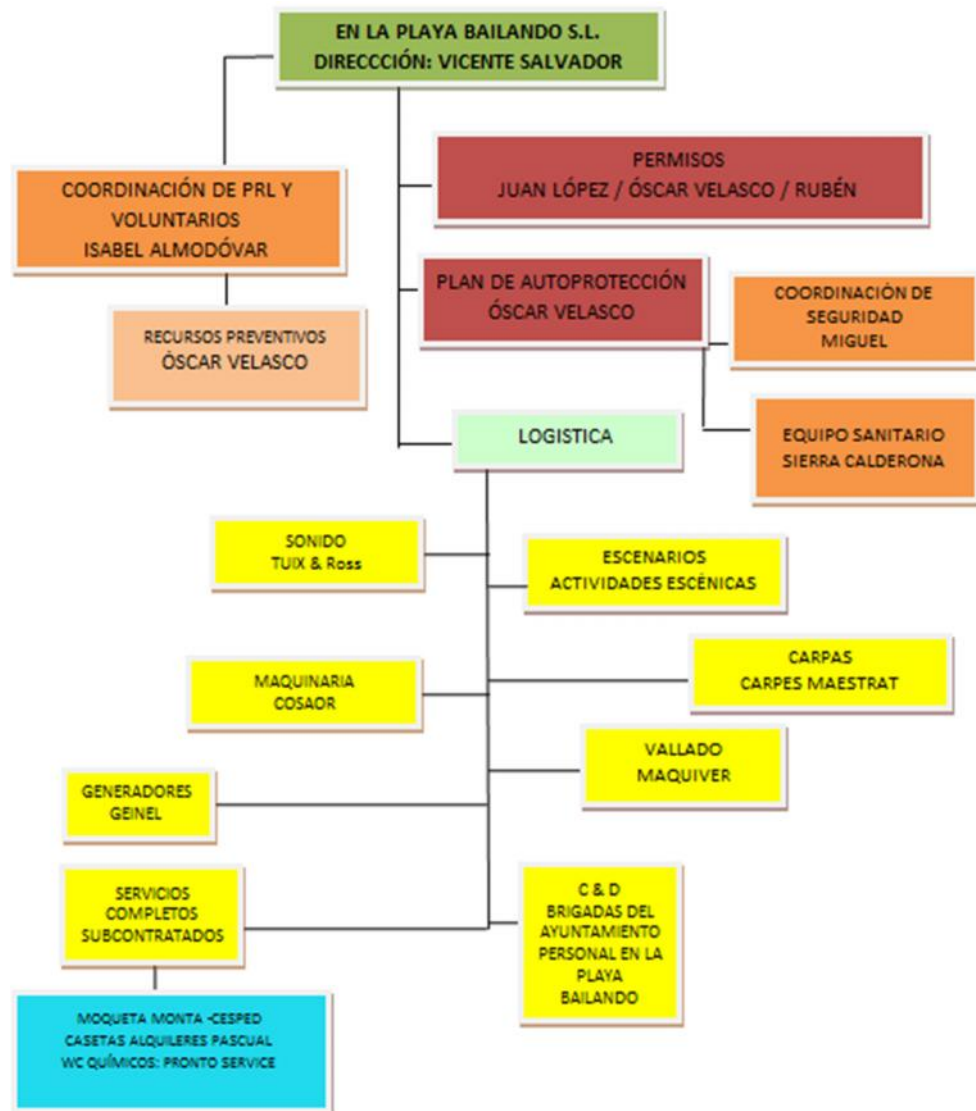 EN LA PLAYA BAILANDO S.L.
DIRECCCIÓN: VICENTE SALVADOR
PERMISOS
JUAN LÓPEZ / ÓSCAR VELASCO / RUBÉN
COORDINACIÓN DE PRL Y
VOLUNTARIOS
ISABEL ALMODÓVAR
PLAN DE AUTOPROTECCIÓN
ÓSCAR VELASCO
COORDINACIÓN DE
SEGURIDAD
MIGUEL
RECURSOS PREVENTIVOS
ÓSCAR VELASCO
EQUIPO SANITARIO
SIERRA CALDERONA
LOGISTICA
SONIDO
TUIX & Ross
ESCENARIOS
ACTIVIDADES ESCÉNICAS
CARPAS
CARPES MAESTRAT
MAQUINARIA
COSAOR
VALLADO
MAQUIVER
GENERADORES
GEINEL
SERVICIOS
COMPLETOS
SUBCONTRATADOS
C & D
BRIGADAS DEL
AYUNTAMIENTO
PERSONAL EN LA
PLAYA
BAILANDO
MOQUETA MONTA -CESPED
CASETAS ALQUILERES PASCUAL
WC QUÍMICOS: PRONTO SERVICE